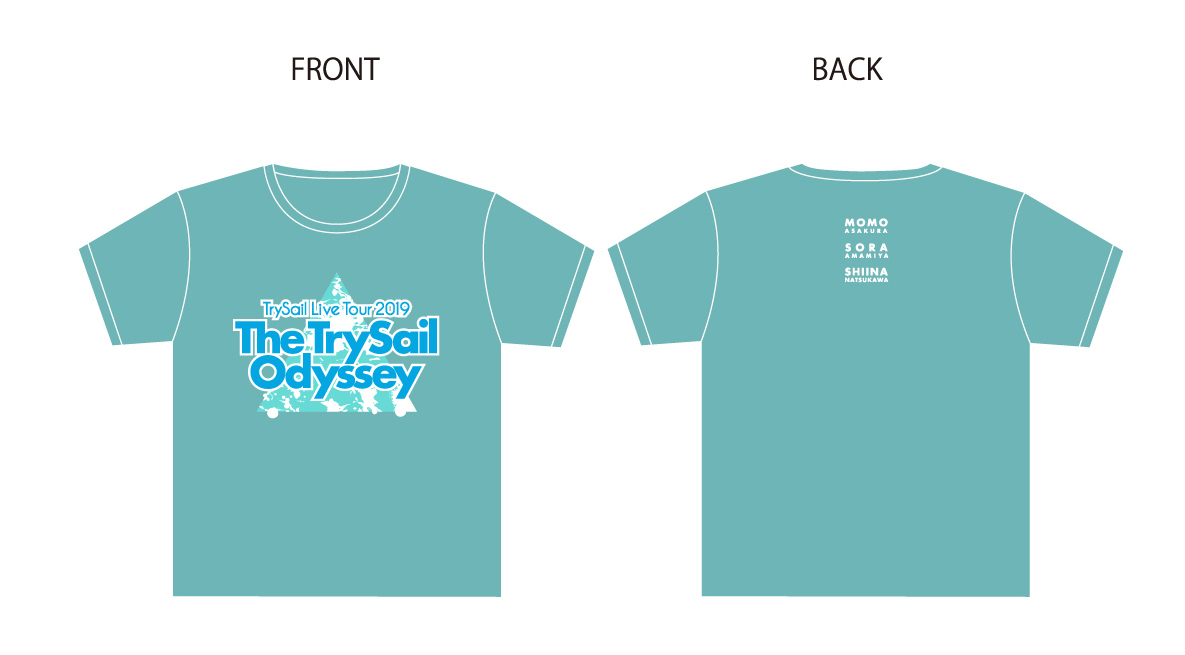 FRONT
BACK
TrySail Live Tour 2019
The TrySail
Odyssey
MOMO
ASAKURA
SORA
AMAMIYA
SHIINA
NATSUKAWA